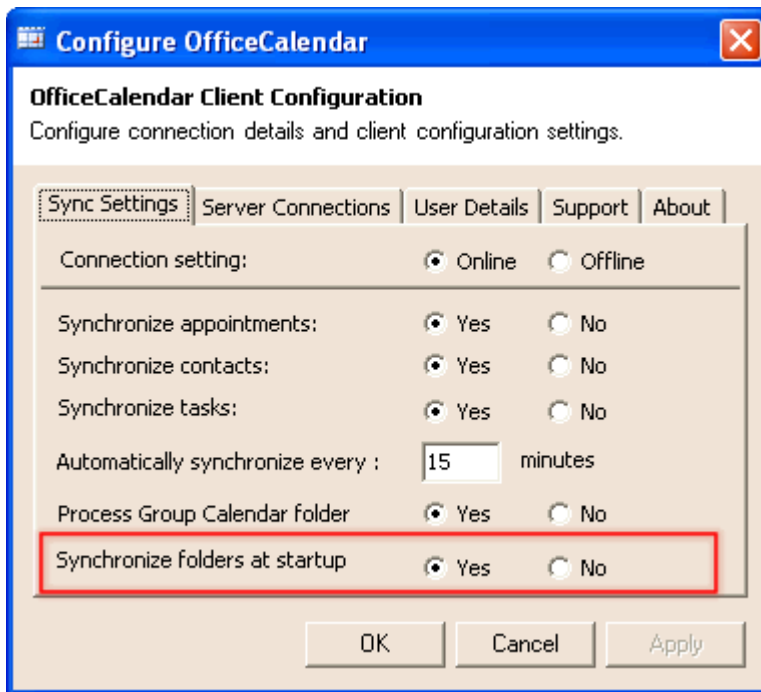 Configure OfficeCalendar
OfficeCalendar Client Configuration
Configure connection details and client configuration settings.
Sync Settings Server Connections User Details Support About
Connection setting: Online Offline
Synchronize appointments: Yes No
Synchronize contacts: Yes No
Synchronize tasks: Yes No
Automatically synchronize every : 15 minutes
Process Group Calendar folder Yes No
Synchronize folders at startup Yes No
OK Cancel Apply